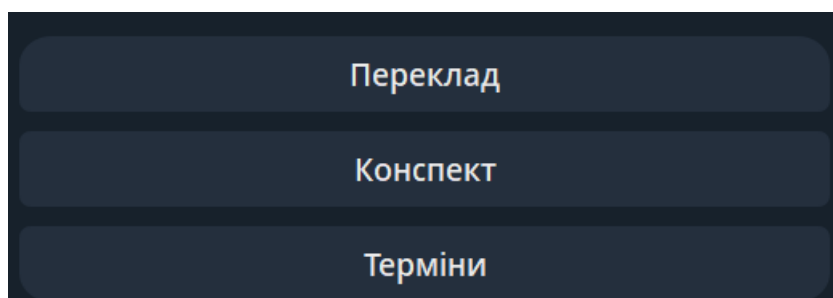 Переклад
Конспект
Терміни